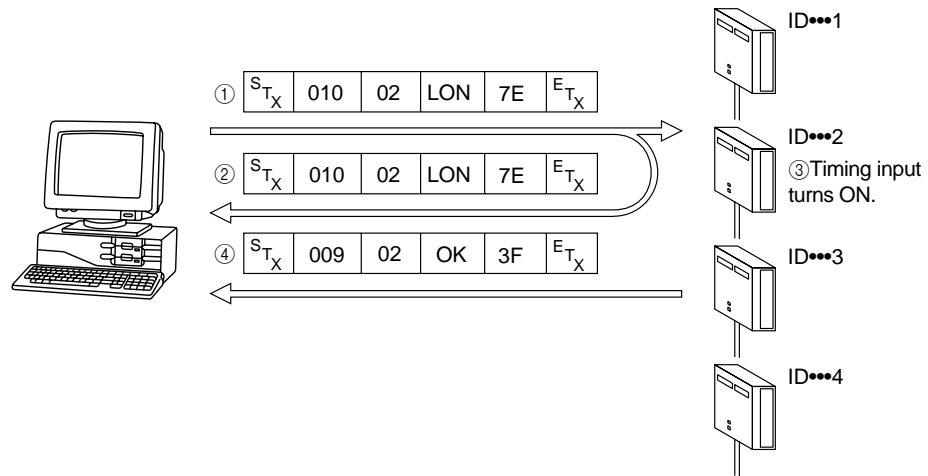 ID•••1
① STX 010 02 LON 7E ETX
ID•••2
② STX 010 02 LON 7E ETX
③Timing input
turns ON.
④ STX 009 02 OK 3F ETX
ID•••3
ID•••4